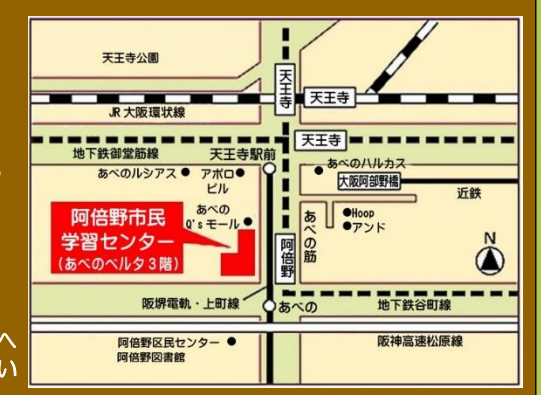 天王寺公園
天王寺
天王寺
JR大阪環状線
天王寺
地下鉄御堂筋線
天王寺駅前
あべのハルカス
あべのルシアス
アポロ
ビル
大阪阿部野橋
近鉄
あべの
Q'sモール
阿倍野市民
学習センター
(あべのベルタ3階)
あべの筋
Hoop
アンド
阿倍野
N
阪堺電軌・上町線
あべの
地下鉄谷町線
阿倍野区民センター
阿倍野図書館
阪神高速松原線
へ
い